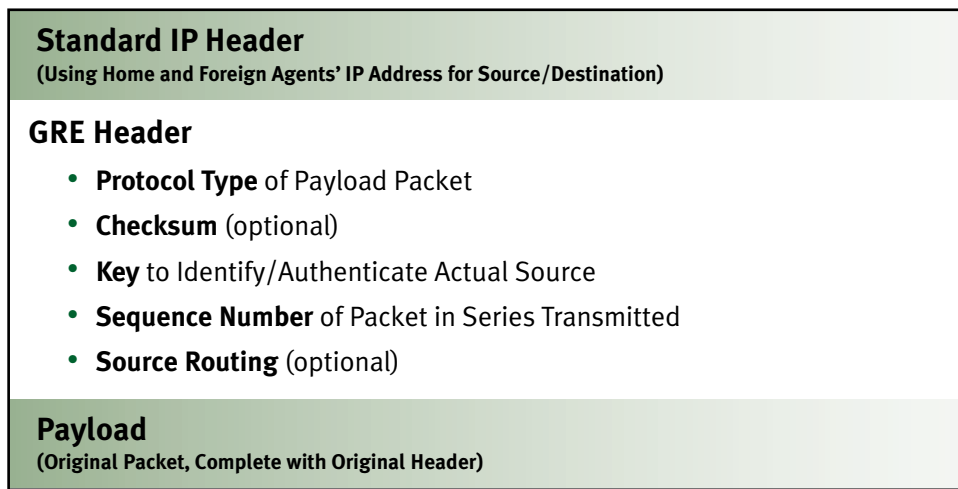 Standard IP Header
(Using Home and Foreign Agents’ IP Address for Source/Destination)
GRE Header
• Protocol Type of Payload Packet
• Checksum (optional)
• Key to Identify/Authenticate Actual Source
• Sequence Number of Packet in Series Transmitted
• Source Routing (optional)
Payload
(Original Packet, Complete with Original Header)